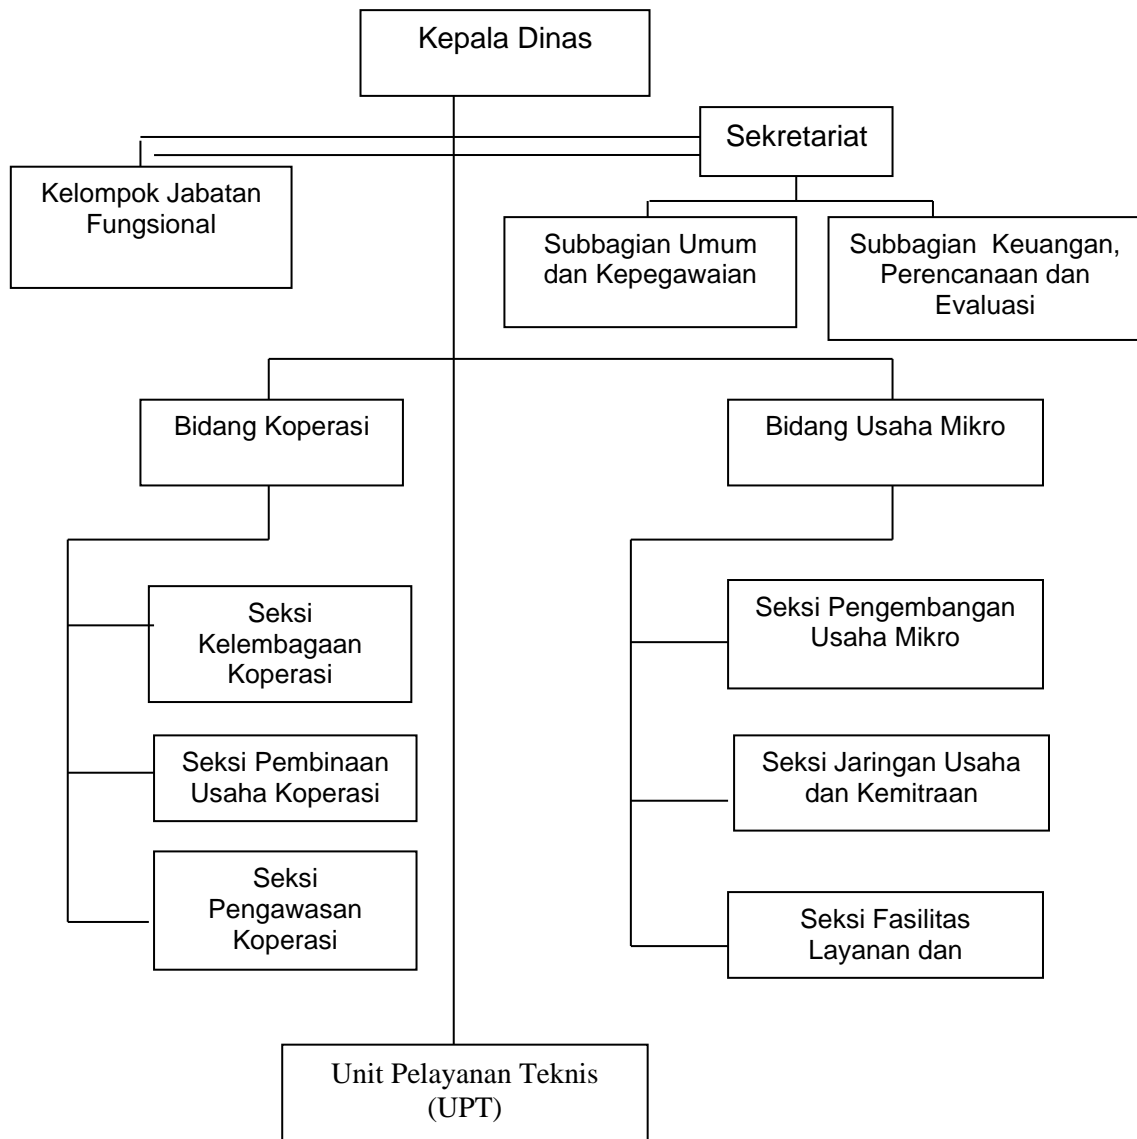 Kepala Dinas
Sekretariat
Kelompok Jabatan
Fungsional
Subbagian Umum
dan Kepegawaian
Subbagian Keuangan,
Perencanaan dan
Evaluasi
Bidang Koperasi
Bidang Usaha Mikro
Seksi
Kelembagaan
Koperasi
Seksi Pembinaan
Usaha Koperasi
Seksi
Pengawasan
Koperasi
Seksi Pengembangan
Usaha Mikro
Seksi Jaringan Usaha
dan Kemitraan
Seksi Fasilitas
Layanan dan
Unit Pelayanan Teknis
(UPT)